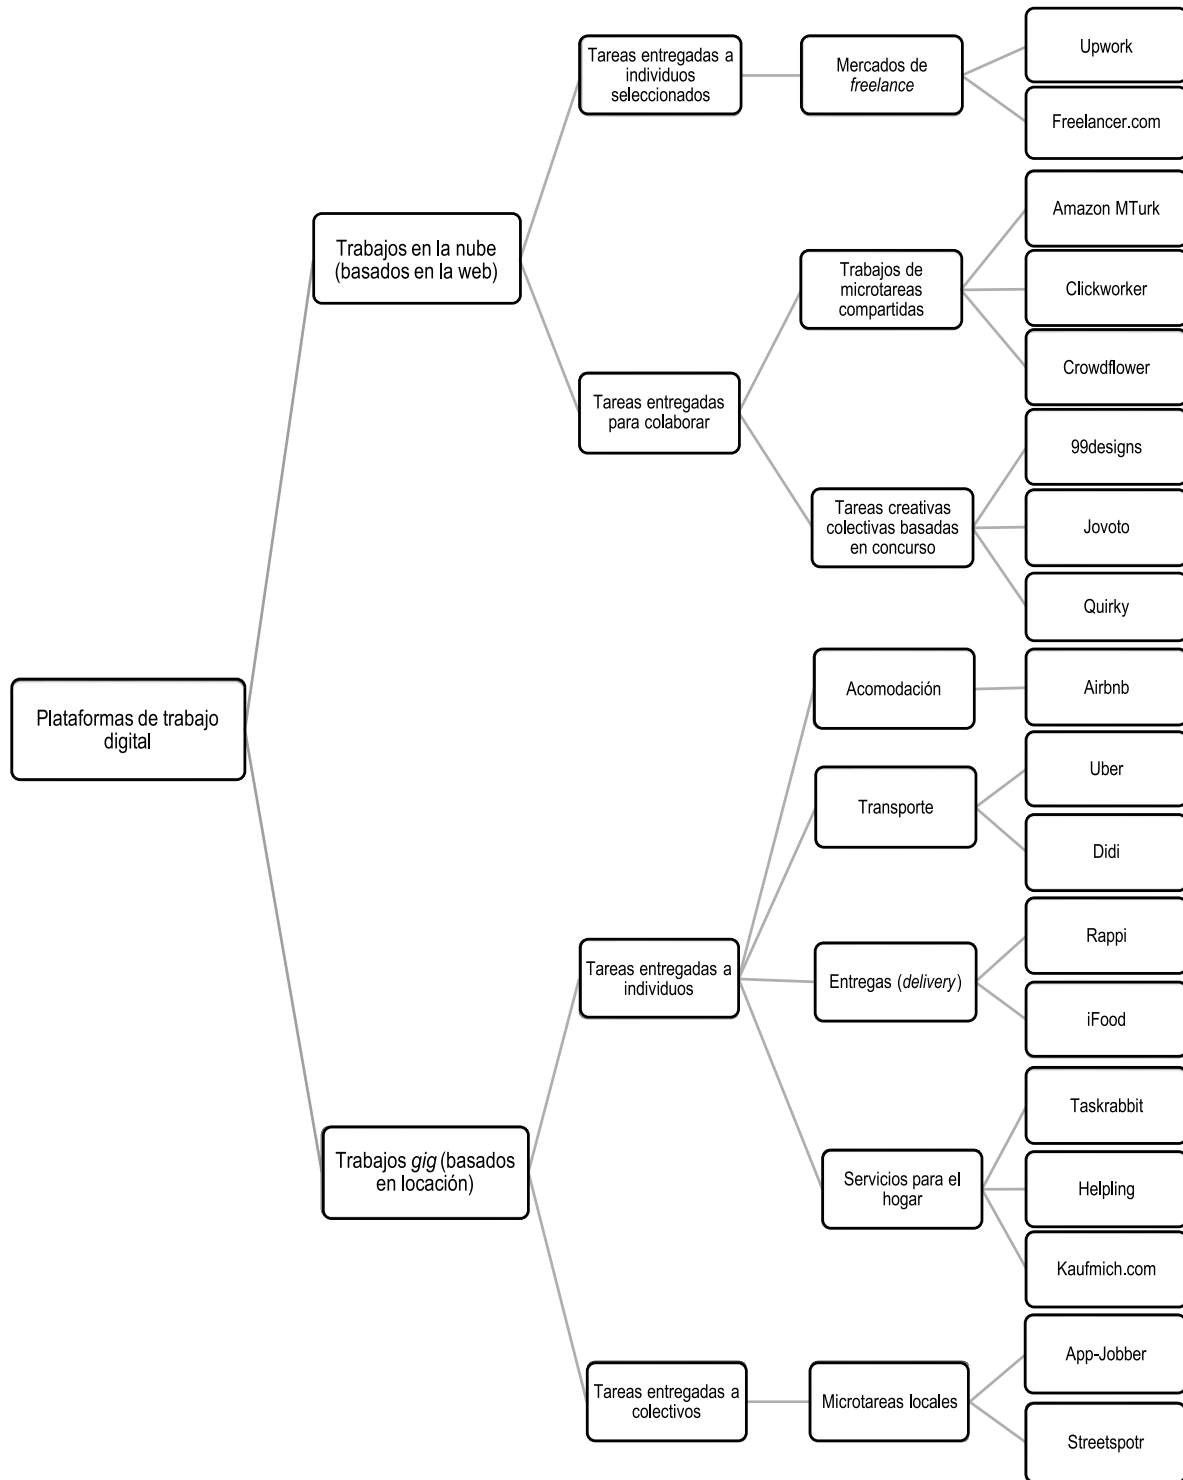 Plataformas de trabajo
digital
Trabajos en la nube
(basados en la web)
Tareas entregadas a
individuos
seleccionados
Mercados de
freelance
Upwork
Freelancer.com
Tareas entregadas
para colaborar
Trabajos de
microtareas
compartidas
Amazon MTurk
Clickworker
Crowdflower
Tareas creativas
colectivas basadas
en concurso
99designs
Jovoto
Quirky
Trabajos gig (basados
en locación)
Tareas entregadas a
individuos
Acomodación
Airbnb
Transporte
Uber
Didi
Entregas (delivery)
Rappi
iFood
Servicios para el
hogar
Taskrabbit
Helpling
Kaufmich.com
Tareas entregadas a
colectivos
Microtareas locales
App-Jobber
Streetspotr